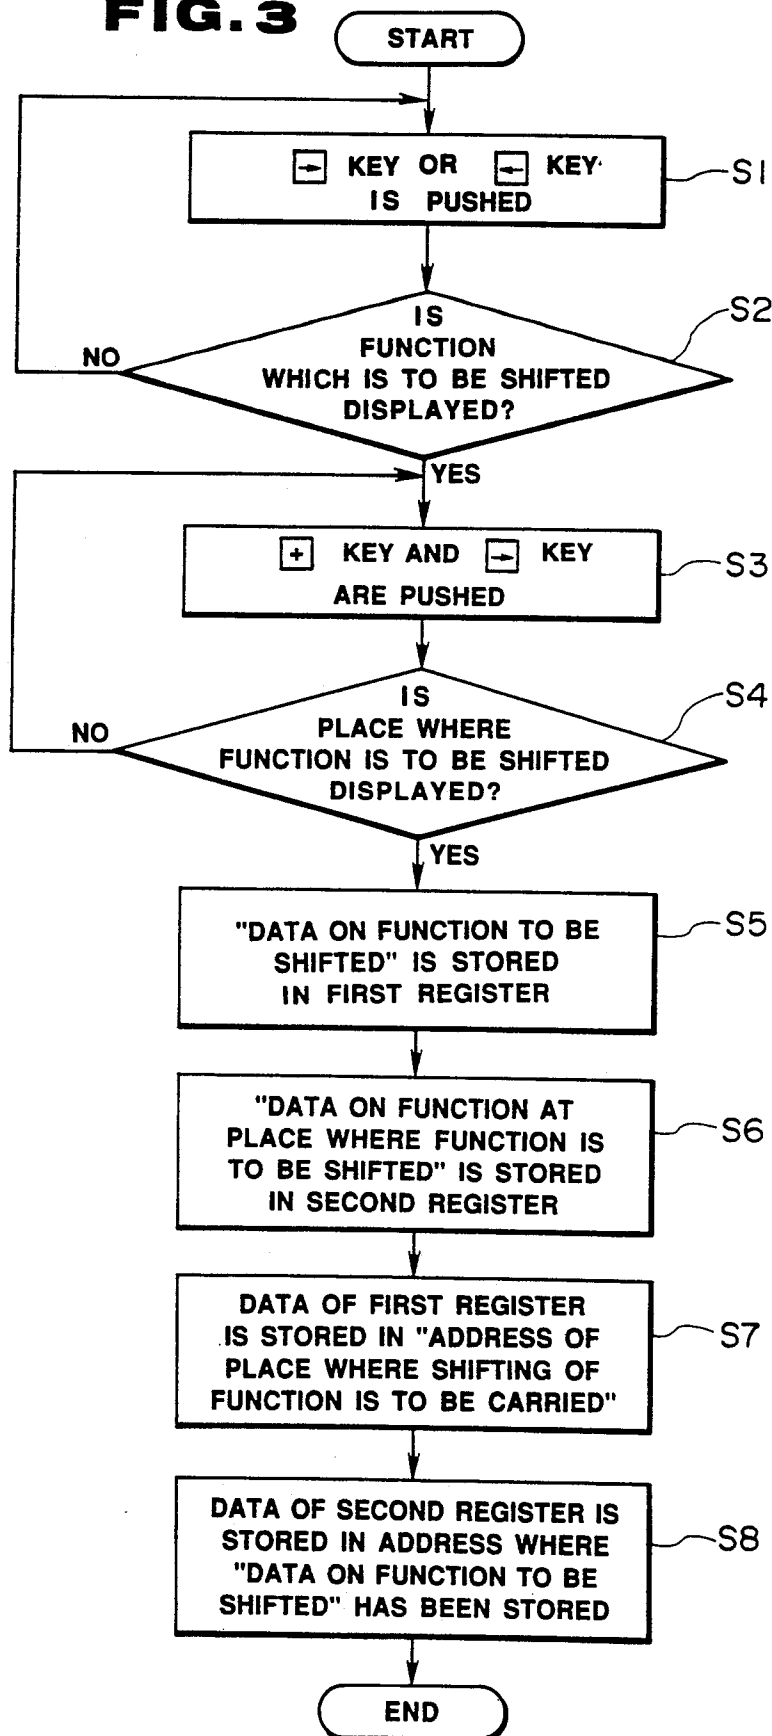 FIG. 3
START
→ KEY OR ← KEY
IS PUSHED
S1
IS
FUNCTION
WHICH IS TO BE SHIFTED
DISPLAYED?
S2
NO
YES
+ KEY AND → KEY
ARE PUSHED
S3
IS
PLACE WHERE
FUNCTION IS TO BE SHIFTED
DISPLAYED?
S4
NO
YES
"DATA ON FUNCTION TO BE
SHIFTED" IS STORED
IN FIRST REGISTER
S5
"DATA ON FUNCTION AT
PLACE WHERE FUNCTION IS
TO BE SHIFTED" IS STORED
IN SECOND REGISTER
S6
DATA OF FIRST REGISTER
IS STORED IN "ADDRESS OF
PLACE WHERE SHIFTING OF
FUNCTION IS TO BE CARRIED"
S7
DATA OF SECOND REGISTER IS
STORED IN ADDRESS WHERE
"DATA ON FUNCTION TO BE
SHIFTED" HAS BEEN STORED
S8
END